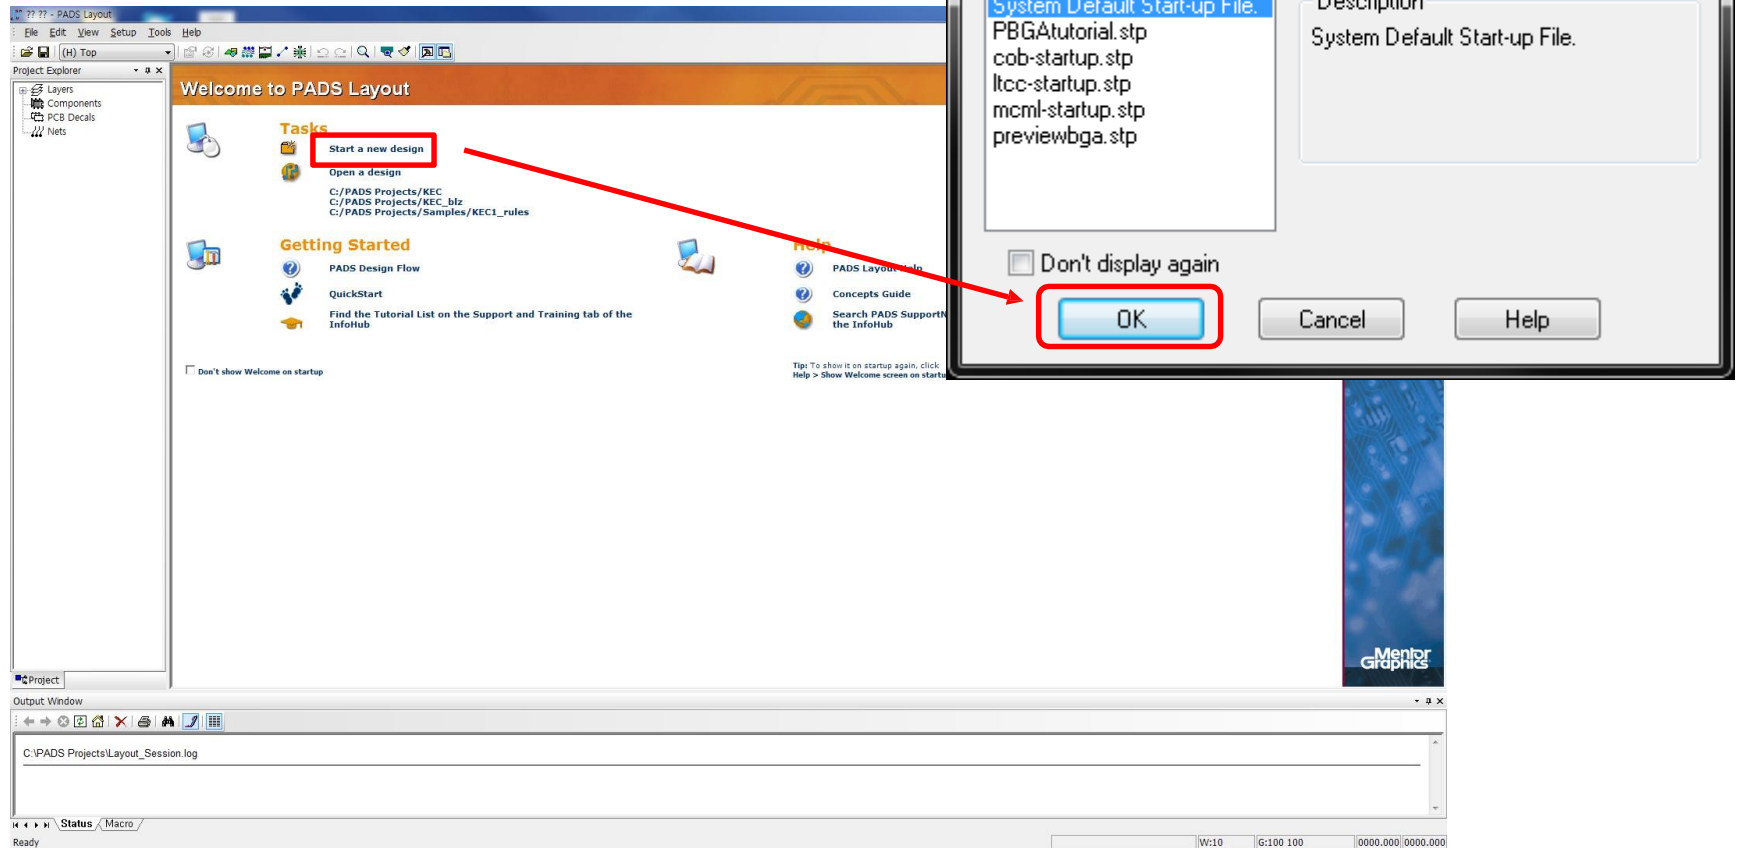 ?? ?? - PADS Layout
File Edit View Setup Tools Help
(H) Top
Project Explorer
Layers
Components
PCB Decals
Nets
Project
Welcome to PADS Layout
Tasks
Start a new design
Open a design
C:/PADS Projects/KEC
C:/PADS Projects/KEC_blz
C:/PADS Projects/Samples/KEC1_rules
Getting Started
PADS Design Flow
QuickStart
Find the Tutorial List on the Support and Training tab of the
InfoHub
Don't show Welcome on startup
Help
PADS Layout Help
Concepts Guide
Search PADS SupportN
the InfoHub
Tip: To show it on startup again, click
Help > Show Welcome screen on startu
System Default Start-up File.
PBGAtutorial.stp
cob-startup.stp
ltcc-startup.stp
mcml-startup.stp
previewbga.stp
Description
System Default Start-up File.
Don't display again
OK Cancel Help
Mentor
Graphics
Output Window
C:\PADS Projects\Layout_Session.log
Status Macro
Ready
W:10 G:100 100 0000.000 0000.000